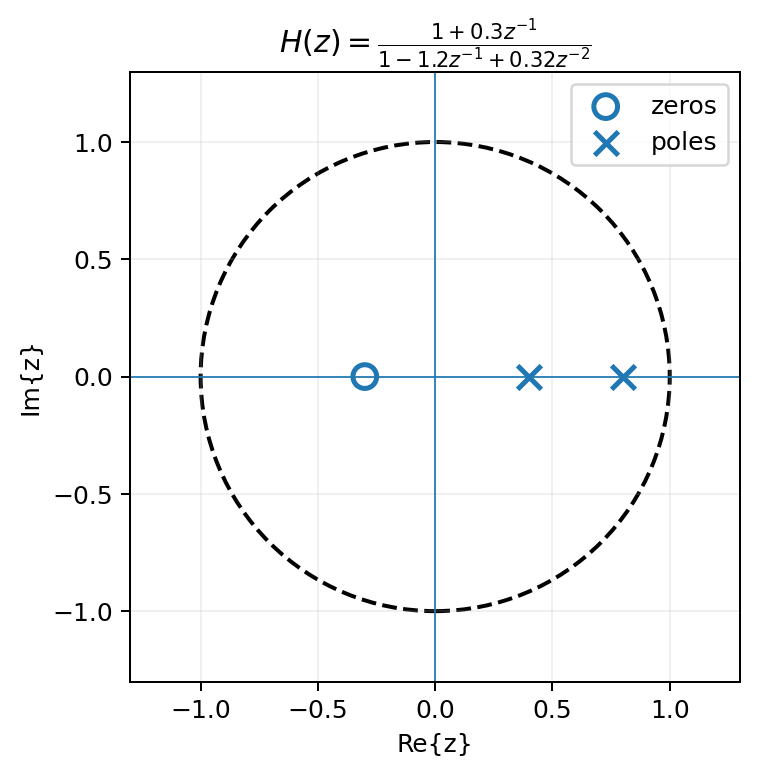 H(z) = \frac{1 + 0.3z^{-1}}{1 - 1.2z^{-1} + 0.32z^{-2}}
zeros
poles
1.0
0.5
0.0
−0.5
−1.0
Im{z}
−1.0 −0.5 0.0 0.5 1.0
Re{z}